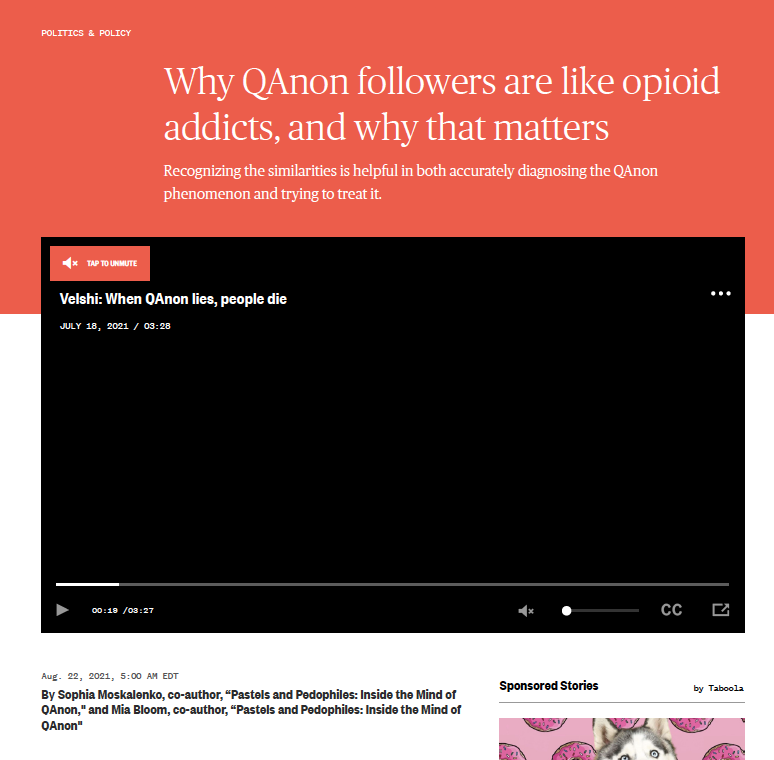 POLITICS & POLICY
Why QAnon followers are like opioid
addicts, and why that matters
Recognizing the similarities is helpful in both accurately diagnosing the QAnon
phenomenon and trying to treat it.
TAP TO UNMUTE
Velshi: When QAnon lies, people die
JULY 18, 2021 / 03:28
00:19 /03:27
CC
Aug. 22, 2021, 5:00 AM EDT
By Sophia Moskalenko, co-author, “Pastels and Pedophiles: Inside the Mind of
QAnon," and Mia Bloom, co-author, “Pastels and Pedophiles: Inside the Mind of
QAnon"
Sponsored Stories
by Taboola